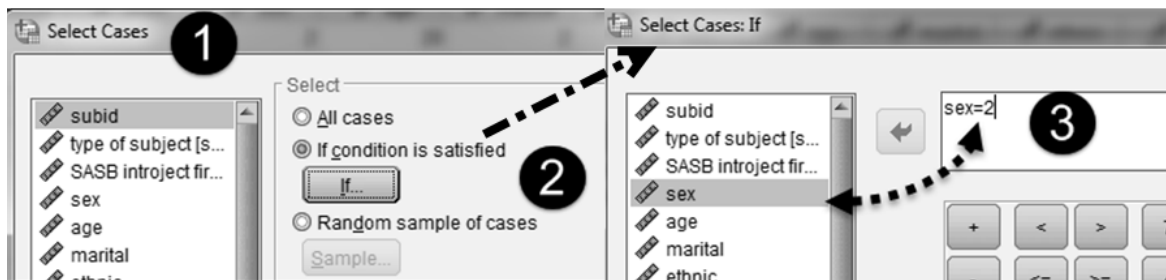 Select Cases
1
subid
type of subject [s...
SASB introject fir...
sex
age
marital
ethnic
Select
All cases
If condition is satisfied
If...
2
Random sample of cases
Sample...
Select Cases: If
subid
type of subject [s...
SASB introject fir...
sex
age
marital
ethnic
sex=2
3
+ < >
- <= >=